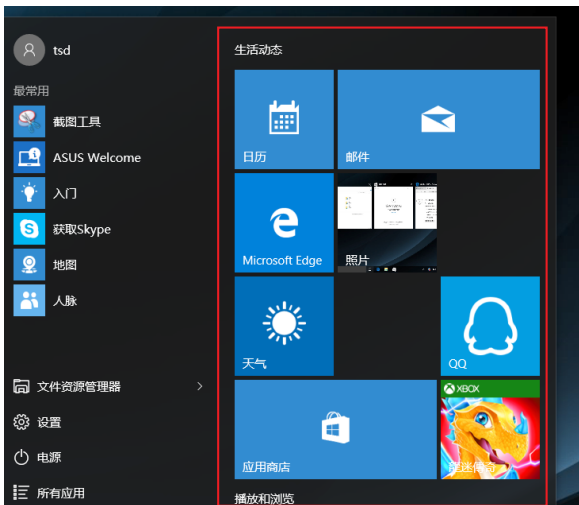 tsd
最常用
截图工具
ASUS Welcome
入门
获取Skype
地图
人脉
文件资源管理器
设置
电源
所有应用
生活动态
日历
邮件
Microsoft Edge
照片
天气
QQ
应用商店
XBOX
播放和浏览